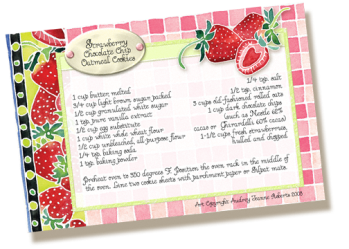 Strawberry
Chocolate Chip
Oatmeal Cookies
1 cup butter, melted
3/4 cup light brown sugar, packed
1/2 cup granulated white sugar
1 tsp. pure vanilla extract
1/2 cup egg substitute
1 cup white whole wheat flour
1/2 cup unbleached, all-purpose flour
1/4 tsp. baking soda
1 tsp. baking powder
1/4 tsp. salt
1/2 tsp. cinnamon
3 cups old-fashioned rolled oats
1 cup dark chocolate chips
(such as Nestle 62%
cacao or Ghirardelli 60% cacao)
1-1/2 cups fresh strawberries,
hulled and chopped
Preheat oven to 350 degrees F. Position the oven rack in the middle of
the oven. Line two cookie sheets with parchment paper or Silpat mats.
Art Copyright Audrey Jeanne Roberts 2008